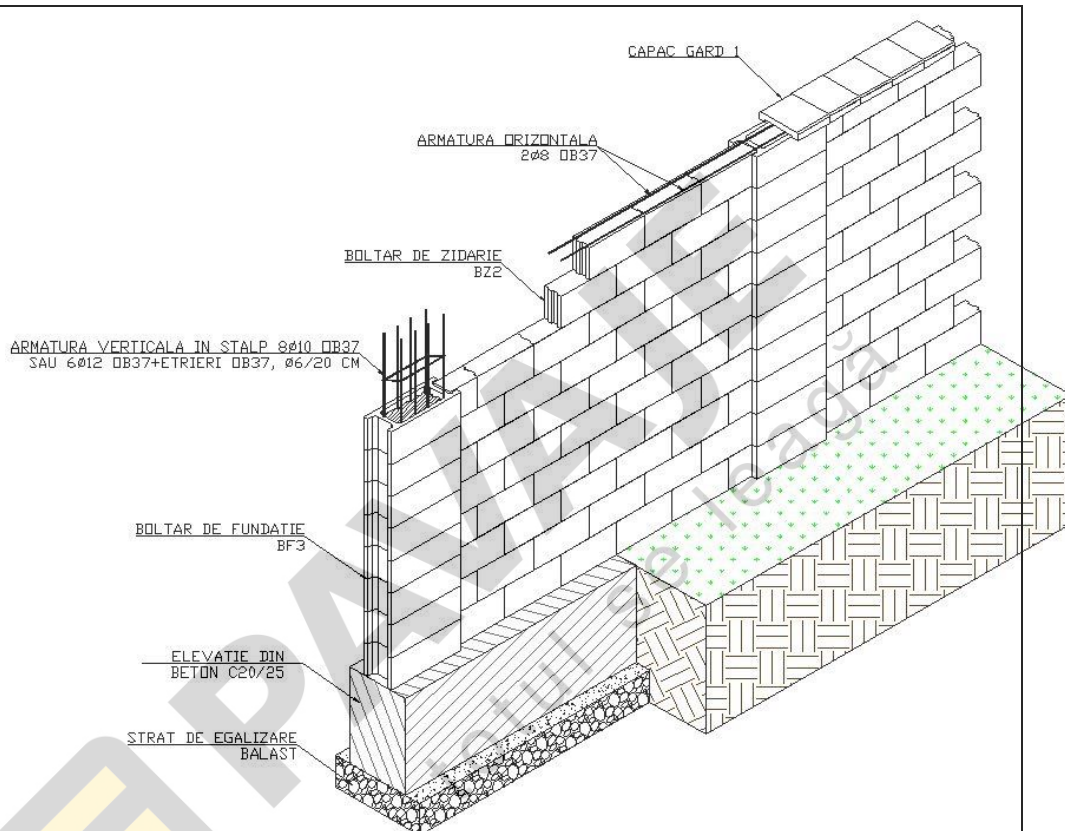 CAPAC GARD 1
ARMATURA ORIZONTALA
2ø8 OB37
BOLTAR DE ZIDARIE
BZ2
ARMATURA VERTICALA IN STALP 8ø10 OB37
SAU 6ø12 OB37+ETRIERI OB37, ø6/20 CM
BOLTAR DE FUNDATIE
BF3
ELEVATIE DIN
BETON C20/25
STRAT DE EGALIZARE
BALAST
PAVAJE
totul se leagă